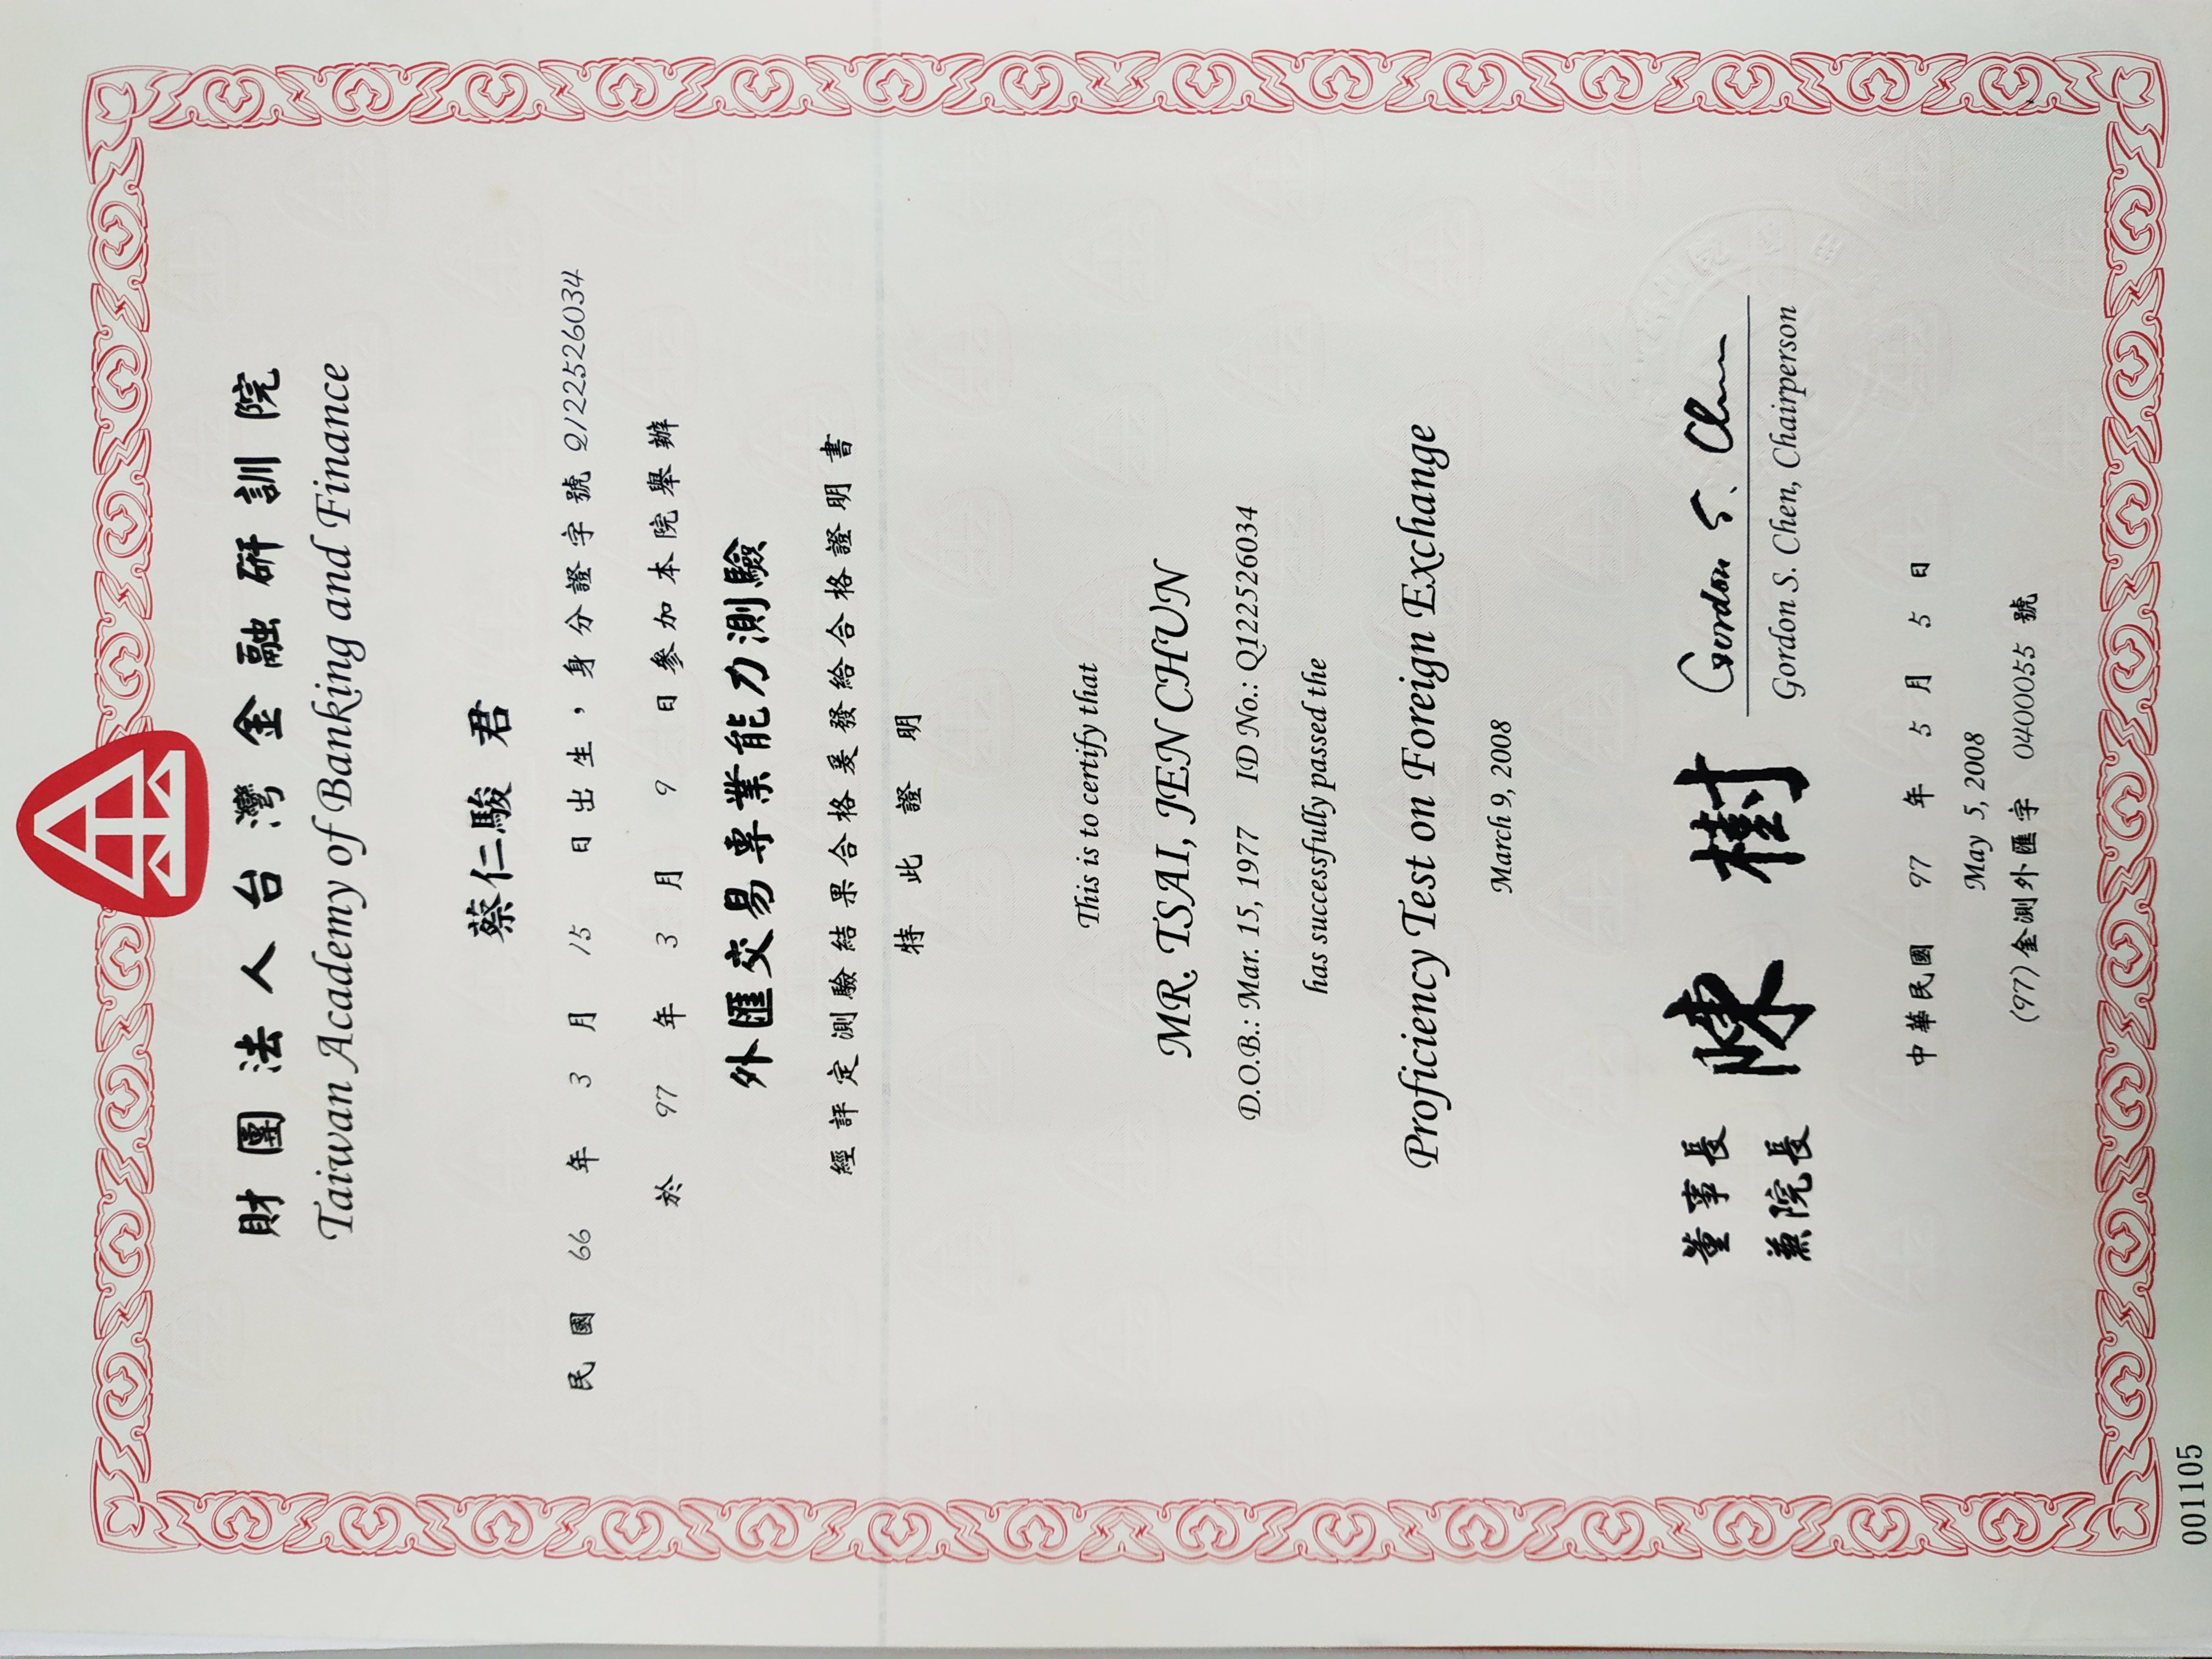 財團法人台灣金融研訓院
Taiwan Academy of Banking and Finance
蔡仁駿 君
民國 66 年 3 月 15 日出生，身分證字號 Q122526034
於 97 年 3 月 9 日參加本院舉辦
外匯交易專業能力測驗
經評定測驗結果合格爰發給合格證明書
特此證明
This is to certify that
MR. TSAI, JEN CHUN
D.O.B.: Mar. 15, 1977 ID No.: Q122526034
has successfully passed the
Proficiency Test on Foreign Exchange
March 9, 2008
董事長
兼院長
陳樹
Gordon S. Chen
Gordon S. Chen, Chairperson
中華民國 97 年 5 月 5 日
May 5, 2008
(97)金測外匯字 0400055 號
001105